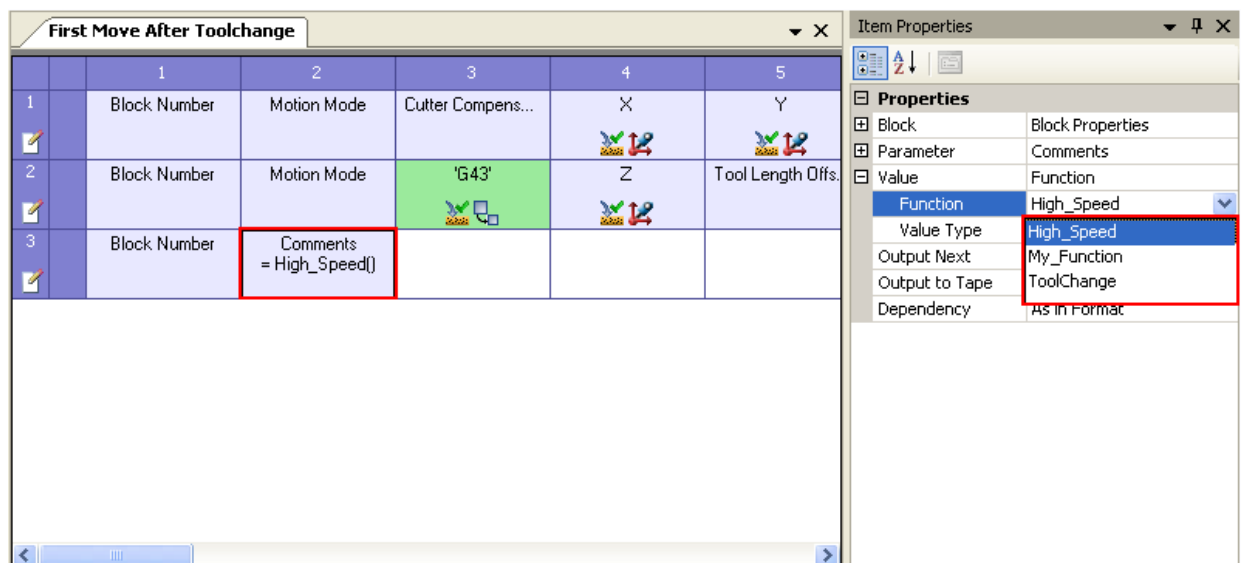 First Move After Toolchange
1 2 3 4 5
1 Block Number Motion Mode Cutter Compens... X Y
2 Block Number Motion Mode 'G43' Z Tool Length Offs.
3 Block Number Comments
= High_Speed()
Item Properties
A
Z
Properties
Block Block Properties
Parameter Comments
Value Function
Function High_Speed
Value Type High_Speed
Output Next My_Function
Output to Tape ToolChange
Dependency As in Format